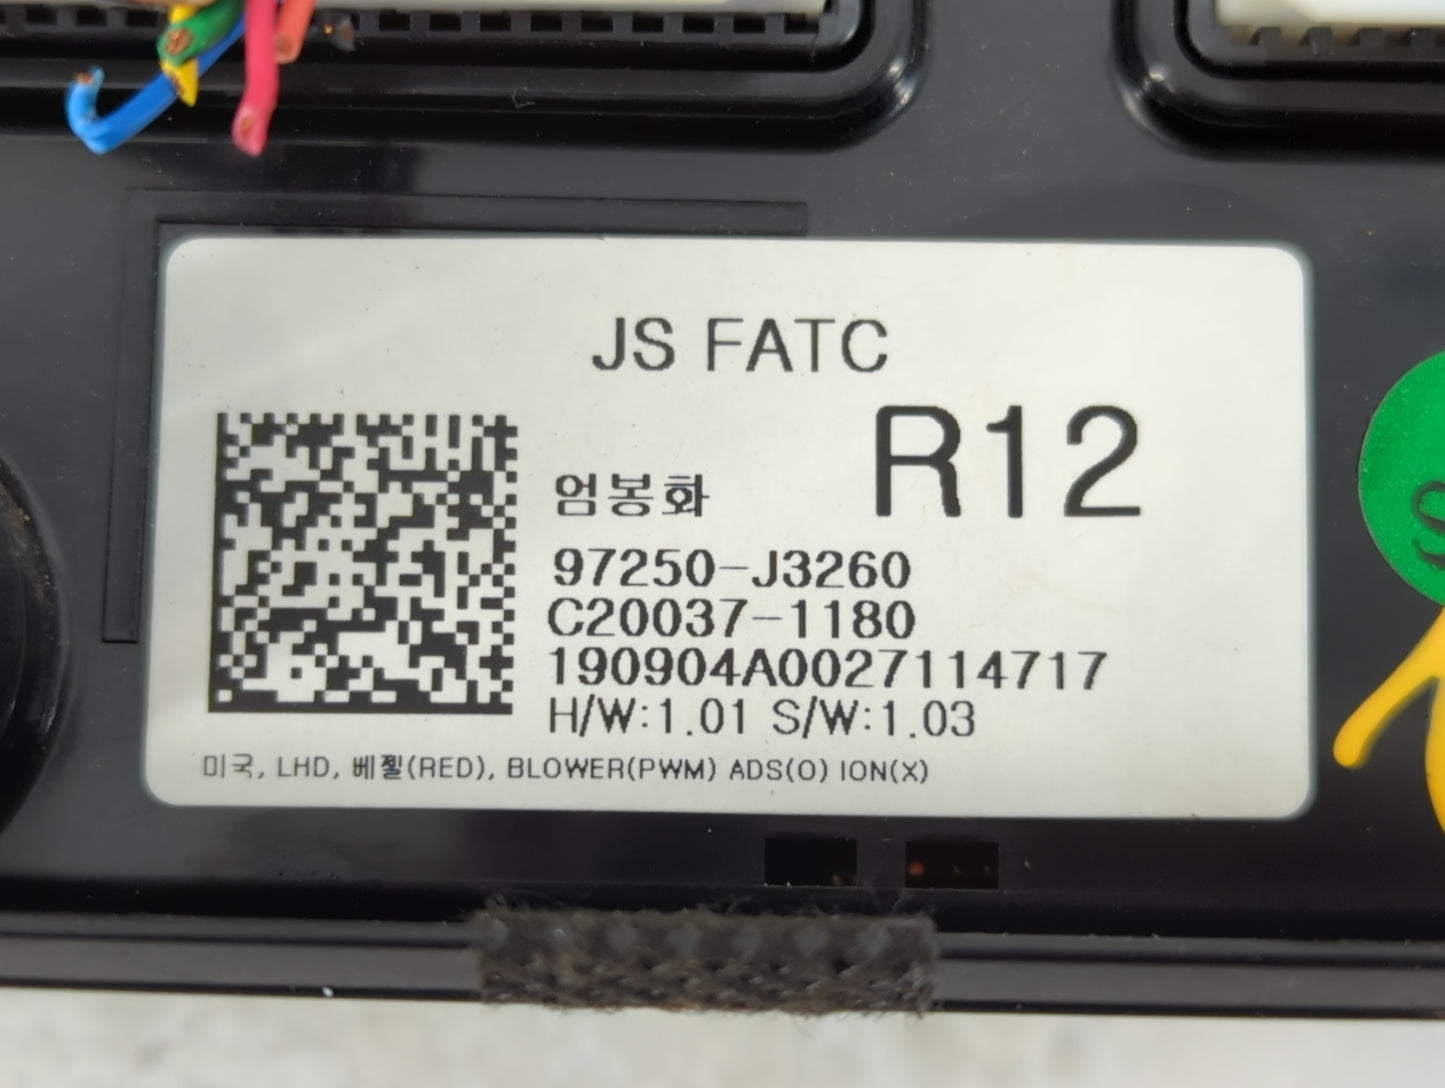 JS FATC
R12
엄봉화
97250-J3260
C20037-1180
190904A0027114717
H/W:1.01 S/W:1.03
미국, LHD, 베젤(RED), BLOWER(PWM) ADS(O) ION(X)